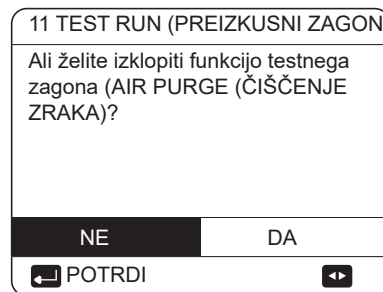 11 TEST RUN (PREIZKUSNI ZAGON
Ali želite izklopiti funkcijo testnega
zagona (AIR PURGE (ČIŠČENJE
ZRAKA)?
NE DA
POTRDI